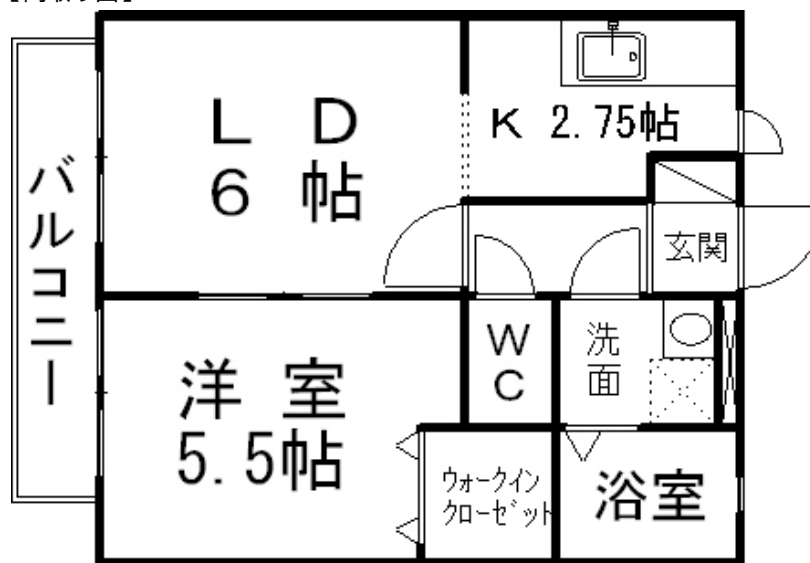 ＬＤ
6 帖
K 2.75帖
玄関
バルコニー
洋室
5.5帖
WC
洗面
ウォークイン
クローゼット
浴室